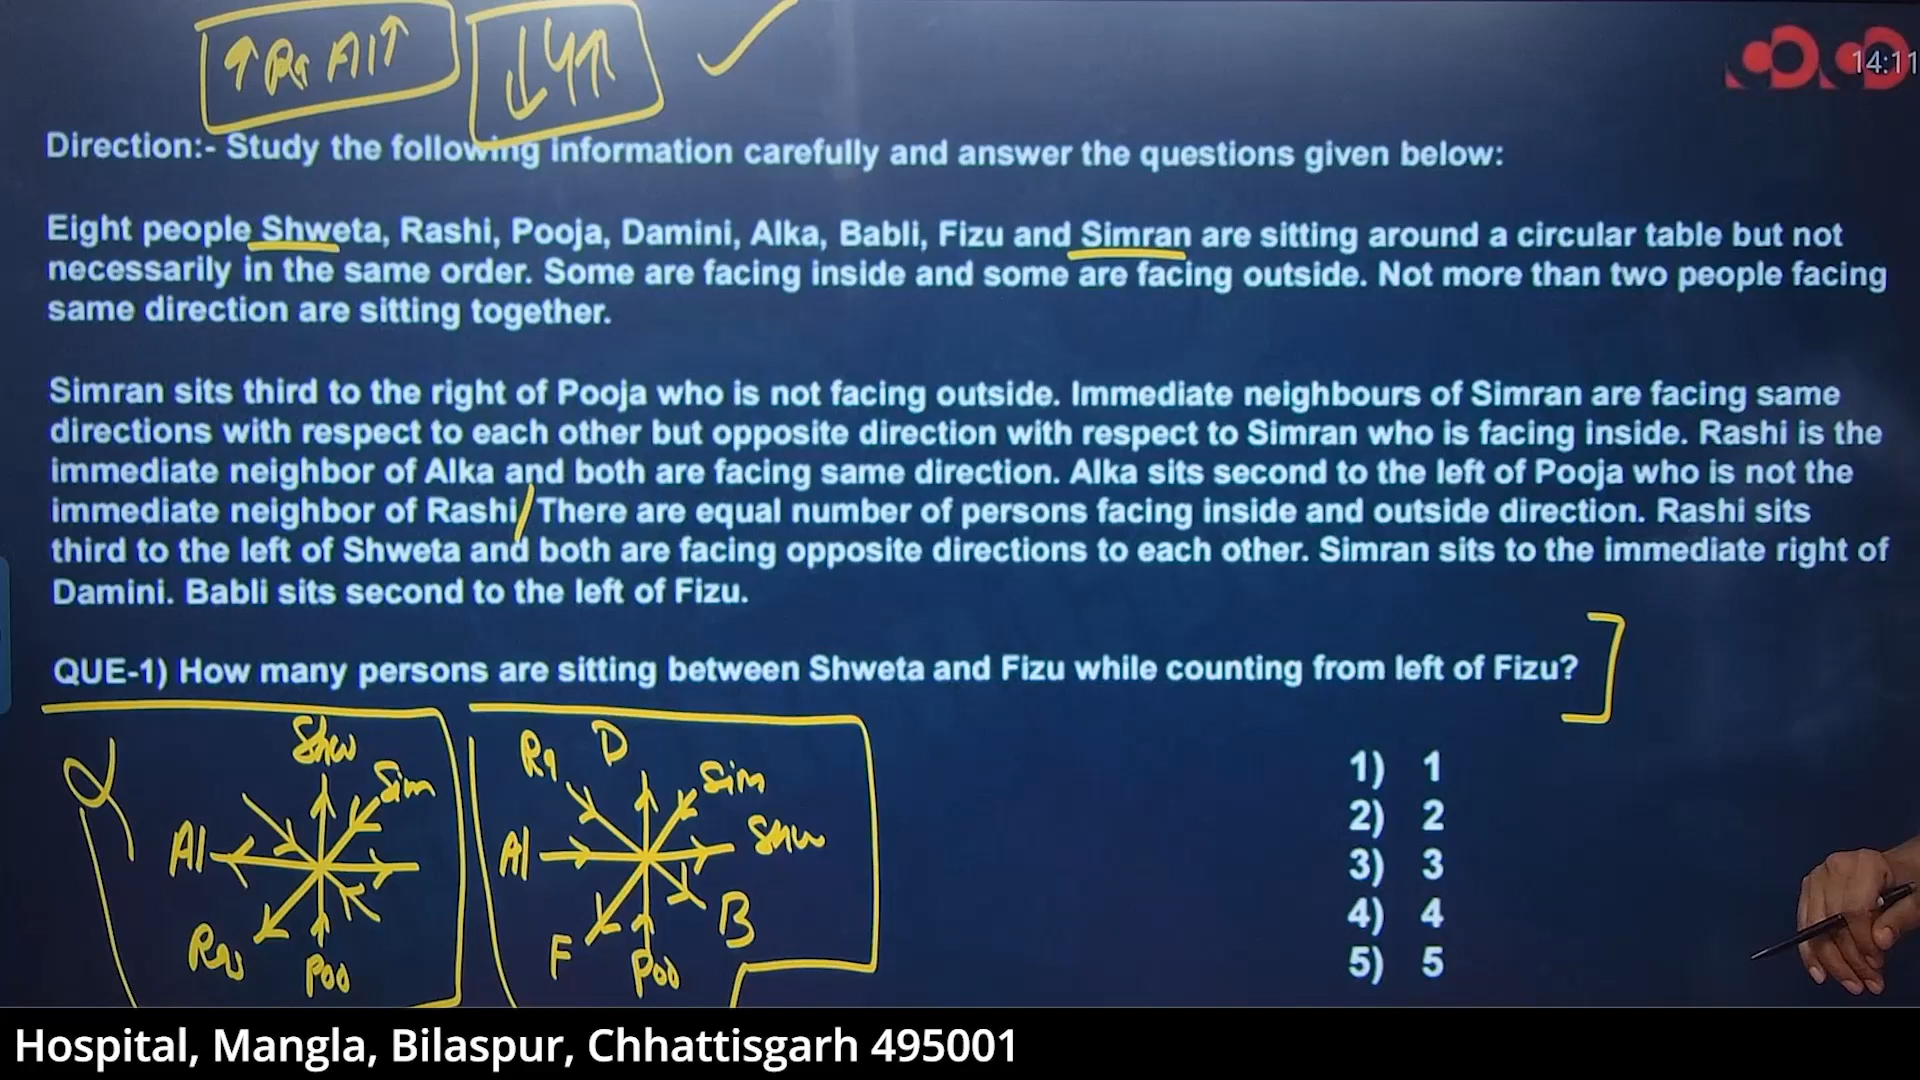 ↑ Ra Al↑
↓ 4↑
14:11
Direction:- Study the following information carefully and answer the questions given below:
Eight people Shweta, Rashi, Pooja, Damini, Alka, Babli, Fizu and Simran are sitting around a circular table but not
necessarily in the same order. Some are facing inside and some are facing outside. Not more than two people facing
same direction are sitting together.
Simran sits third to the right of Pooja who is not facing outside. Immediate neighbours of Simran are facing same
directions with respect to each other but opposite direction with respect to Simran who is facing inside. Rashi is the
immediate neighbor of Alka and both are facing same direction. Alka sits second to the left of Pooja who is not the
immediate neighbor of Rashi/ There are equal number of persons facing inside and outside direction. Rashi sits
third to the left of Shweta and both are facing opposite directions to each other. Simran sits to the immediate right of
Damini. Babli sits second to the left of Fizu.
QUE-1) How many persons are sitting between Shweta and Fizu while counting from left of Fizu?
Shw
Sim
Al
Ras
Poo
Ra D
Sim
Al
Shw
F
Poo
B
1) 1
2) 2
3) 3
4) 4
5) 5
Hospital, Mangla, Bilaspur, Chhattisgarh 495001